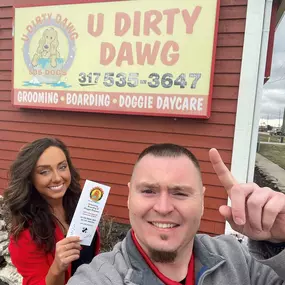 U DIRTY DAWG
U DIRTY
DAWG
317 535-3647
GROOMING • BOARDING • DOGGIE DAYCARE